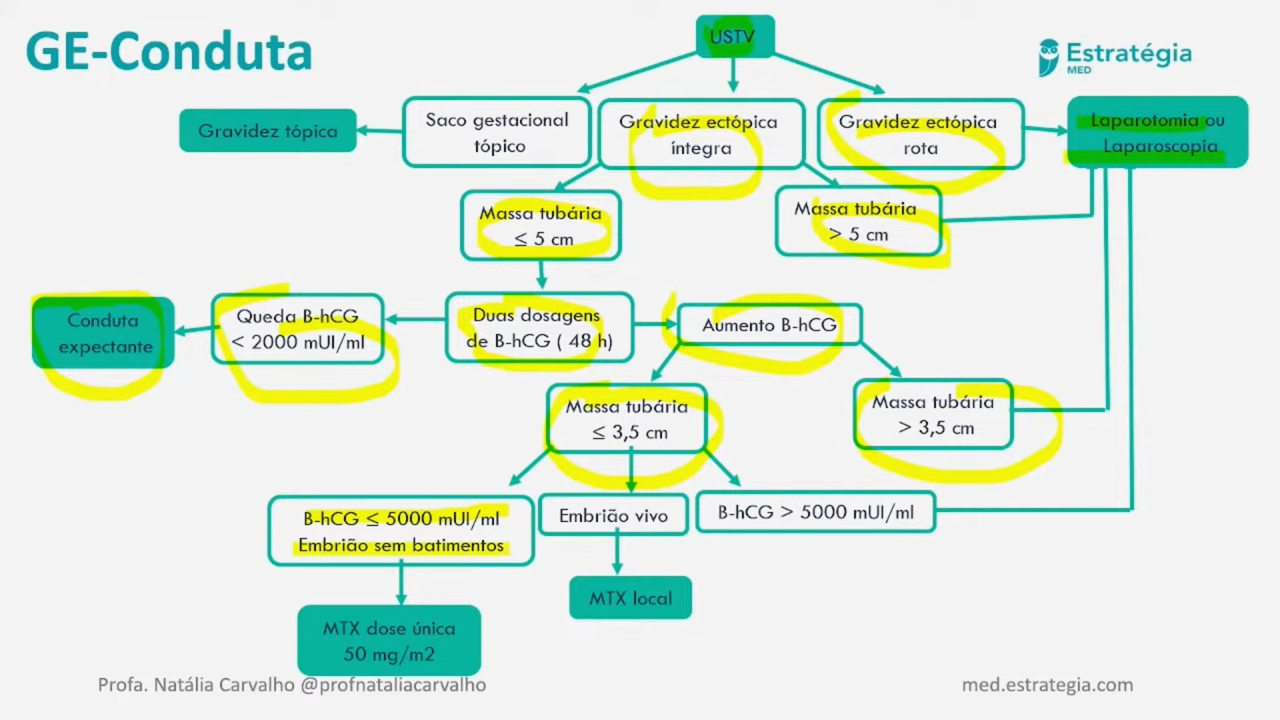 GE-Conduta
USTV
Estratégia
MED
Gravidez tópica
Saco gestacional
tópico
Gravidez ectópica
íntegra
Gravidez ectópica
rota
Laparotomia ou
Laparoscopia
Massa tubária
≤ 5 cm
Massa tubária
> 5 cm
Conduta
expectante
Queda B-hCG
< 2000 mUI/ml
Duas dosagens
de B-hCG ( 48 h)
Aumento B-hCG
Massa tubária
≤ 3,5 cm
Massa tubária
> 3,5 cm
B-hCG ≤ 5000 mUI/ml
Embrião sem batimentos
Embrião vivo
B-hCG > 5000 mUI/ml
MTX local
MTX dose única
50 mg/m2
Profa. Natália Carvalho @profnataliacarvalho
med.estrategia.com